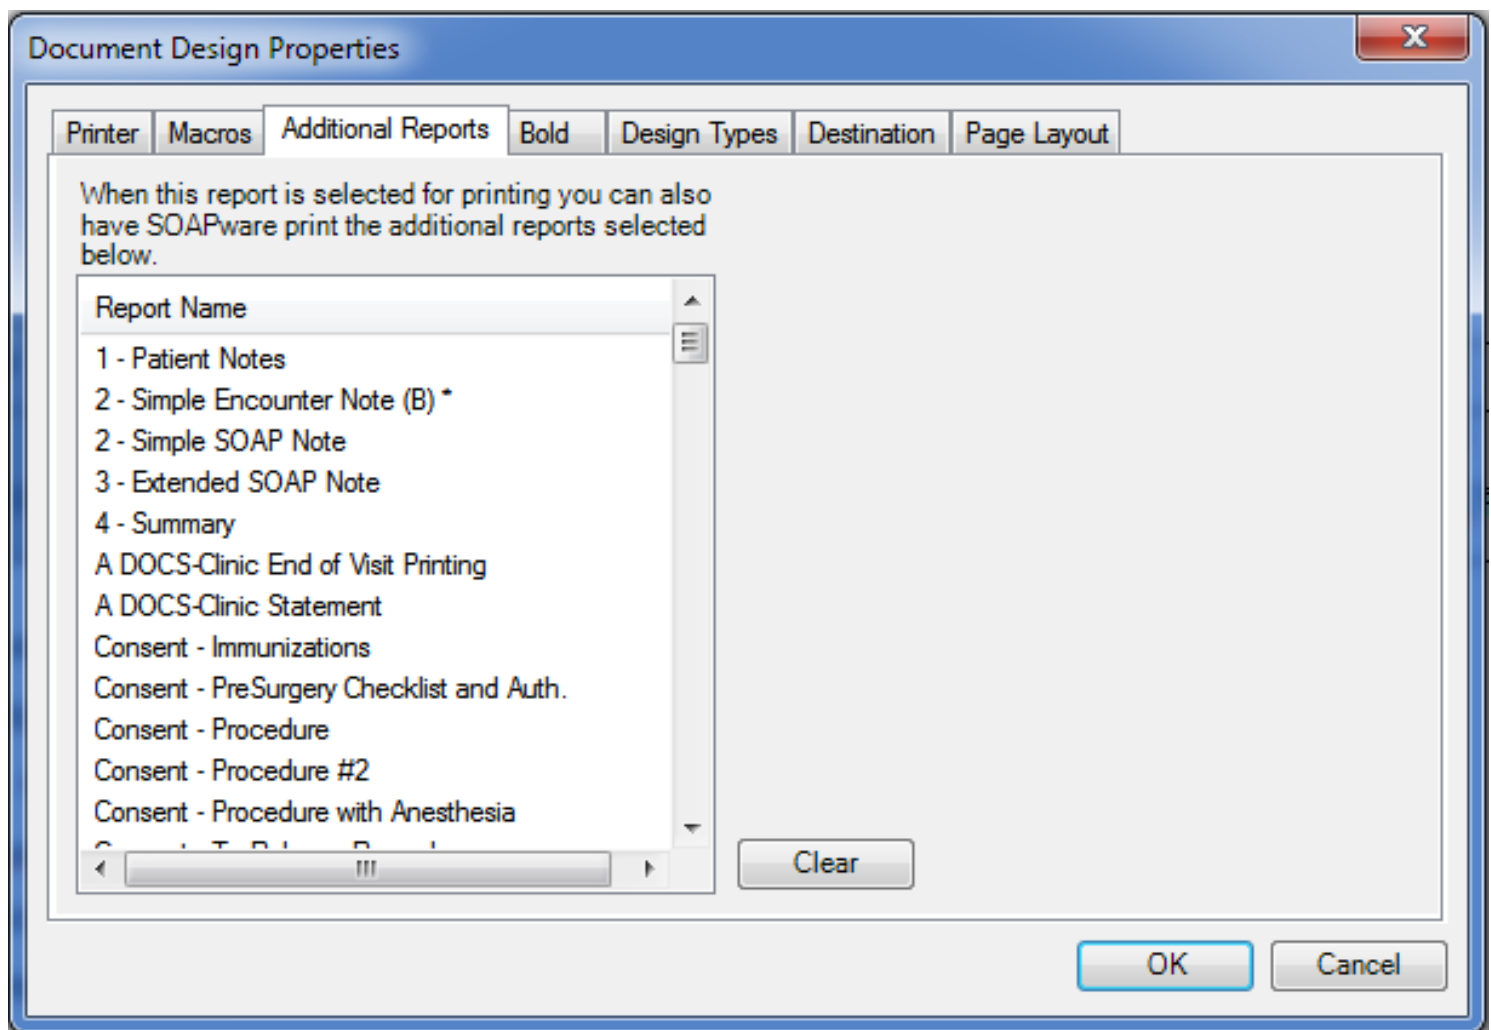 Document Design Properties
Printer Macros Additional Reports Bold Design Types Destination Page Layout
When this report is selected for printing you can also
have SOAPware print the additional reports selected
below.
Report Name
1 - Patient Notes
2 - Simple Encounter Note (B) *
2 - Simple SOAP Note
3 - Extended SOAP Note
4 - Summary
A DOCS-Clinic End of Visit Printing
A DOCS-Clinic Statement
Consent - Immunizations
Consent - PreSurgery Checklist and Auth.
Consent - Procedure
Consent - Procedure #2
Consent - Procedure with Anesthesia
Clear
OK Cancel